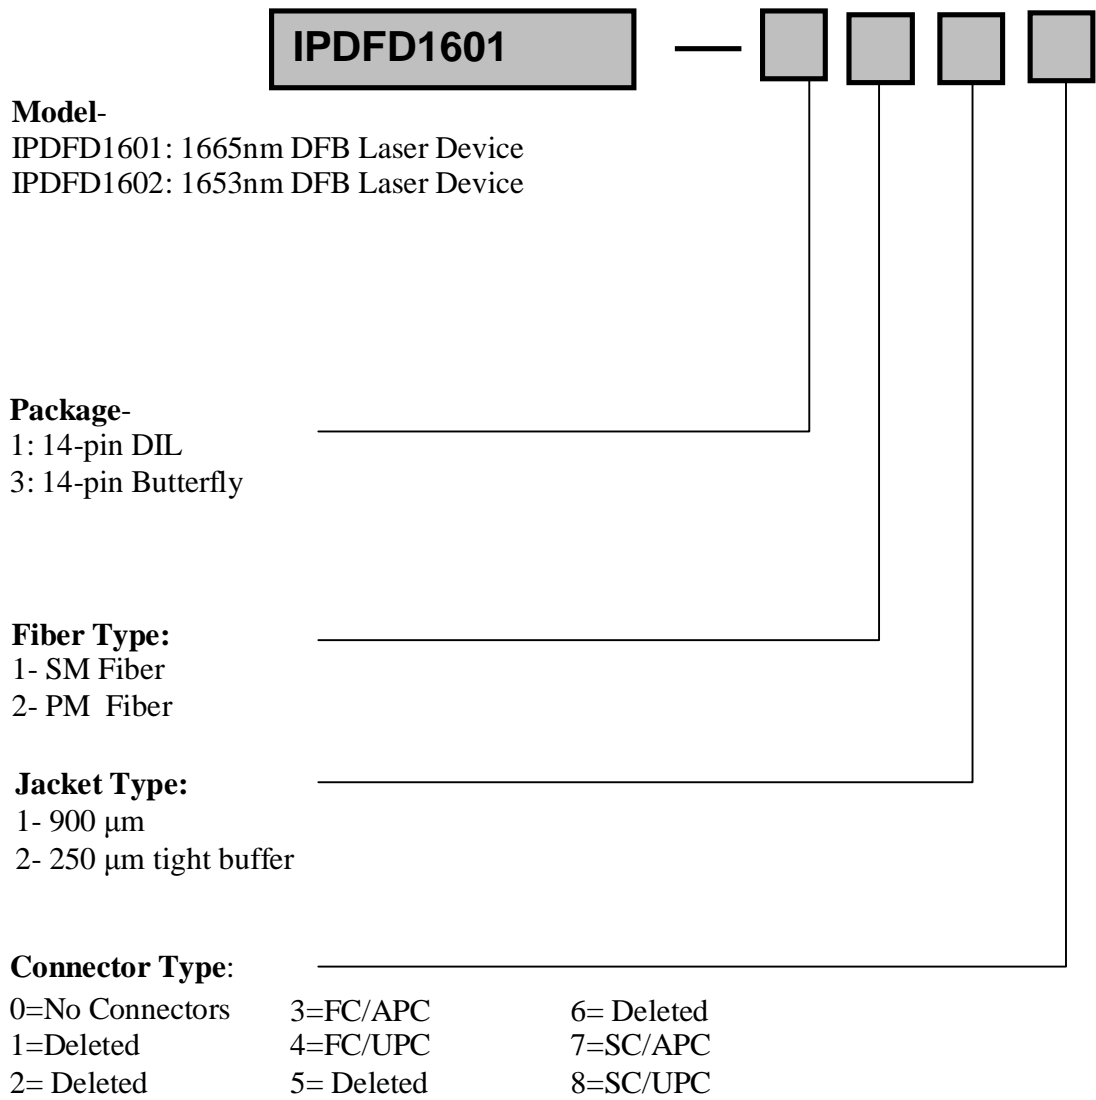 IPDFD1601 —
Model-
IPDFD1601: 1665nm DFB Laser Device
IPDFD1602: 1653nm DFB Laser Device
Package-
1: 14-pin DIL
3: 14-pin Butterfly
Fiber Type:
1- SM Fiber
2- PM  Fiber
Jacket Type:
1- 900 μm
2- 250 μm tight buffer
Connector Type:
0=No Connectors 3=FC/APC 6= Deleted
1=Deleted 4=FC/UPC 7=SC/APC
2= Deleted 5= Deleted 8=SC/UPC